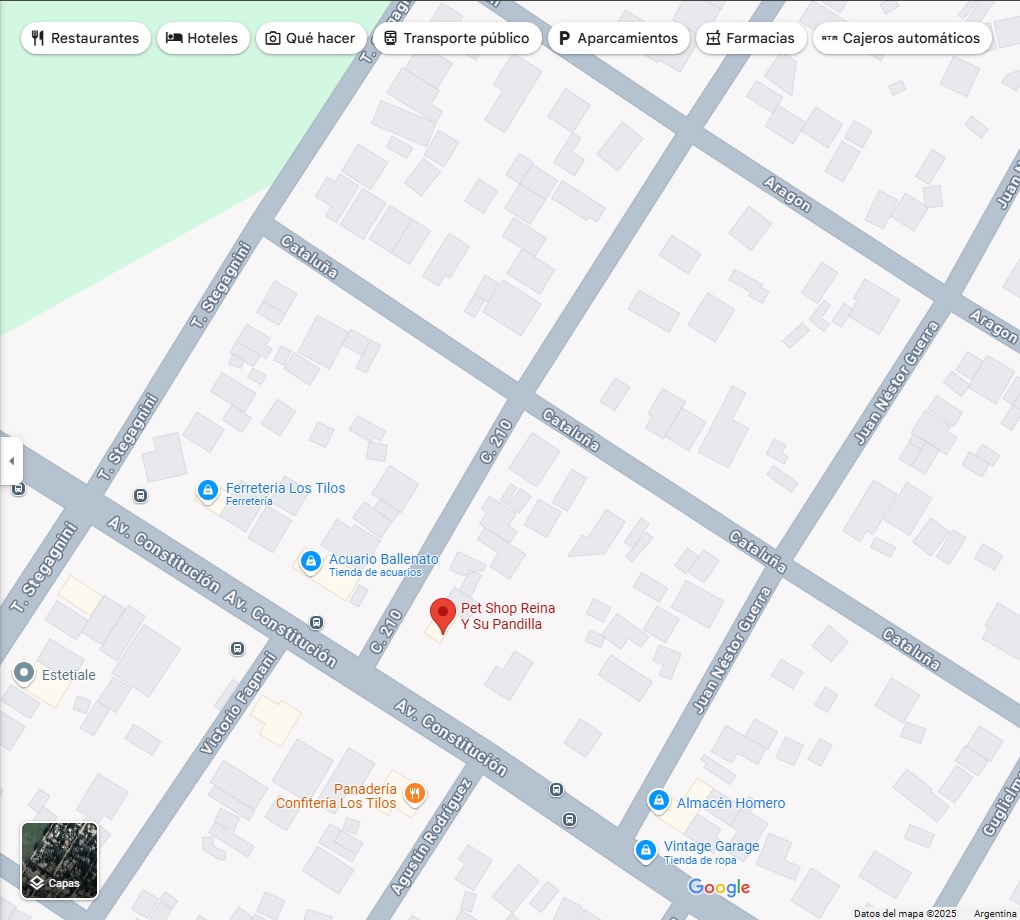 Restaurantes
Hoteles
Qué hacer
Transporte público
Aparcamientos
Farmacias
ATM Cajeros automáticos
Aragon
Juan Néstor Guerra
Aragon
Cataluña
T. Stegagnini
T. Stegagnini
C. 210
Cataluña
Ferreteria Los Tilos
Ferretería
Av. Constitución
Av. Constitución
Acuario Ballenato
Tienda de acuarios
Cataluña
T. Stegagnini
C. 210
Pet Shop Reina
Y Su Pandilla
Juan Néstor Guerra
Cataluña
Estetiale
Victorio Fagnani
Av. Constitución
Panadería
Confitería Los Tilos
Agustín Rodríguez
Almacén Homero
Vintage Garage
Tienda de ropa
Capas
Google
Datos del mapa ©2025
Argentina